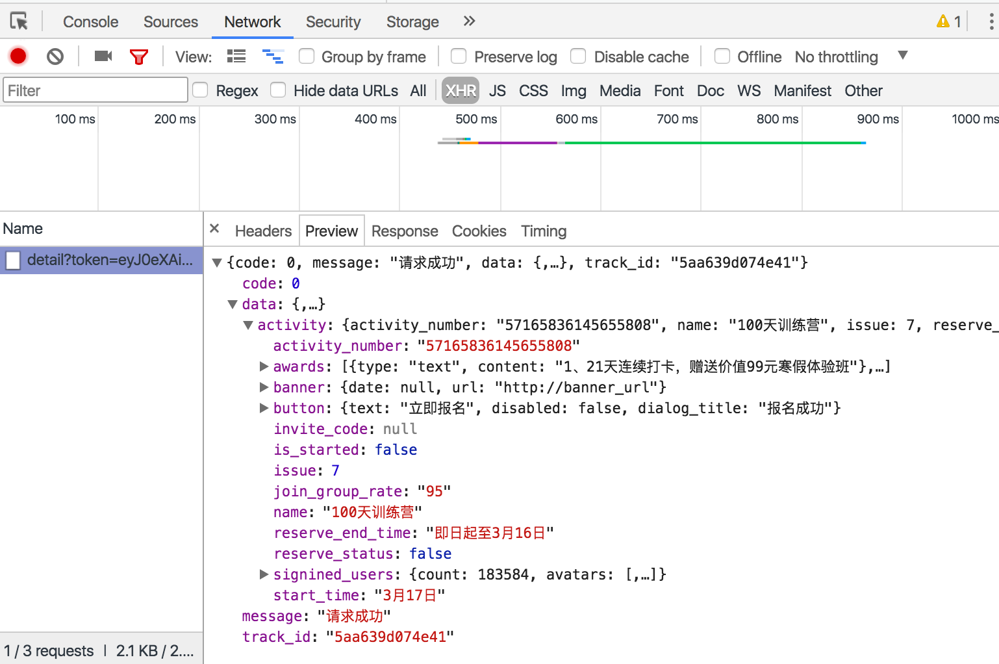 Console Sources Network Security Storage » 1
View: Group by frame Preserve log Disable cache Offline No throttling ▼
Filter Regex Hide data URLs All XHR JS CSS Img Media Font Doc WS Manifest Other
100 ms 200 ms 300 ms 400 ms 500 ms 600 ms 700 ms 800 ms 900 ms 1000 ms
Name × Headers Preview Response Cookies Timing
detail?token=eyJ0eXAi...
▼{code: 0, message: "请求成功", data: {,…}, track_id: "5aa639d074e41"}
code: 0
▼data: {,…}
▼activity: {activity_number: "57165836145655808", name: "100天训练营", issue: 7, reserve_
activity_number: "57165836145655808"
▶awards: [{type: "text", content: "1、21天连续打卡，赠送价值99元寒假体验班"},…]
▶banner: {date: null, url: "http://banner_url"}
▶button: {text: "立即报名", disabled: false, dialog_title: "报名成功"}
invite_code: null
is_started: false
issue: 7
join_group_rate: "95"
name: "100天训练营"
reserve_end_time: "即日起至3月16日"
reserve_status: false
▶signined_users: {count: 183584, avatars: [,…]}
start_time: "3月17日"
message: "请求成功"
track_id: "5aa639d074e41"
1 / 3 requests | 2.1 KB / 2....